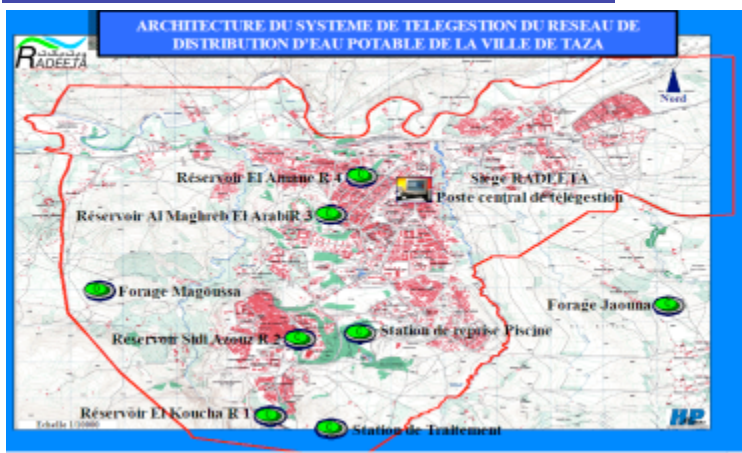 ARCHITECTURE DU SYSTEME DE TELEGESTION DU RESEAU DE
DISTRIBUTION D'EAU POTABLE DE LA VILLE DE TAZA
RADEETA
Nord
Réservoir El Amane R 4
Siege RADEETA
Poste central de télégestion
Réservoir Al Maghreb El ArabiR 3
Forage Magoussa
Forage Jaouna
Station de reprise Piscine
Réservoir Sidi Azouz R 2
Réservoir El Koucha R 1
Echelle 1/10000
Station de Traitement
HP